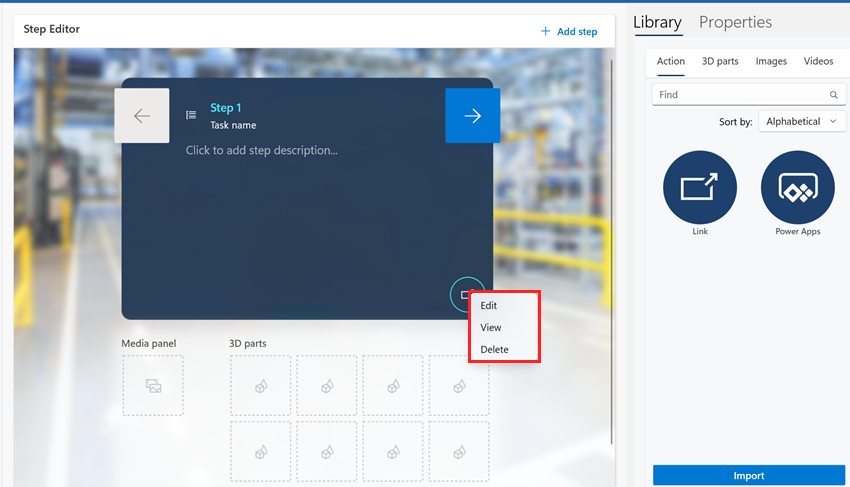 Step Editor
Add step
Step 1
Task name
Click to add step description...
Edit
View
Delete
Media panel
3D parts
Library
Properties
Action
3D parts
Images
Videos
Find
Sort by:
Alphabetical
Link
Power Apps
Import